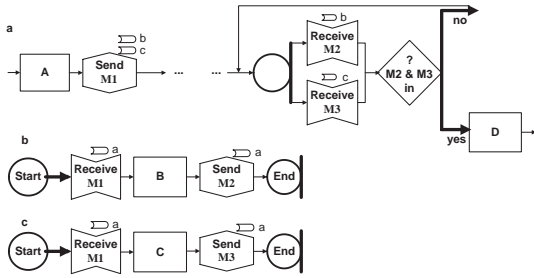 b
c
a
A
Send
M1
...
...
b
Receive
M2
c
Receive
M3
?
M2 & M3
in
no
yes
D
b
Start
a
Receive
M1
B
a
Send
M2
End
c
Start
a
Receive
M1
C
a
Send
M3
End